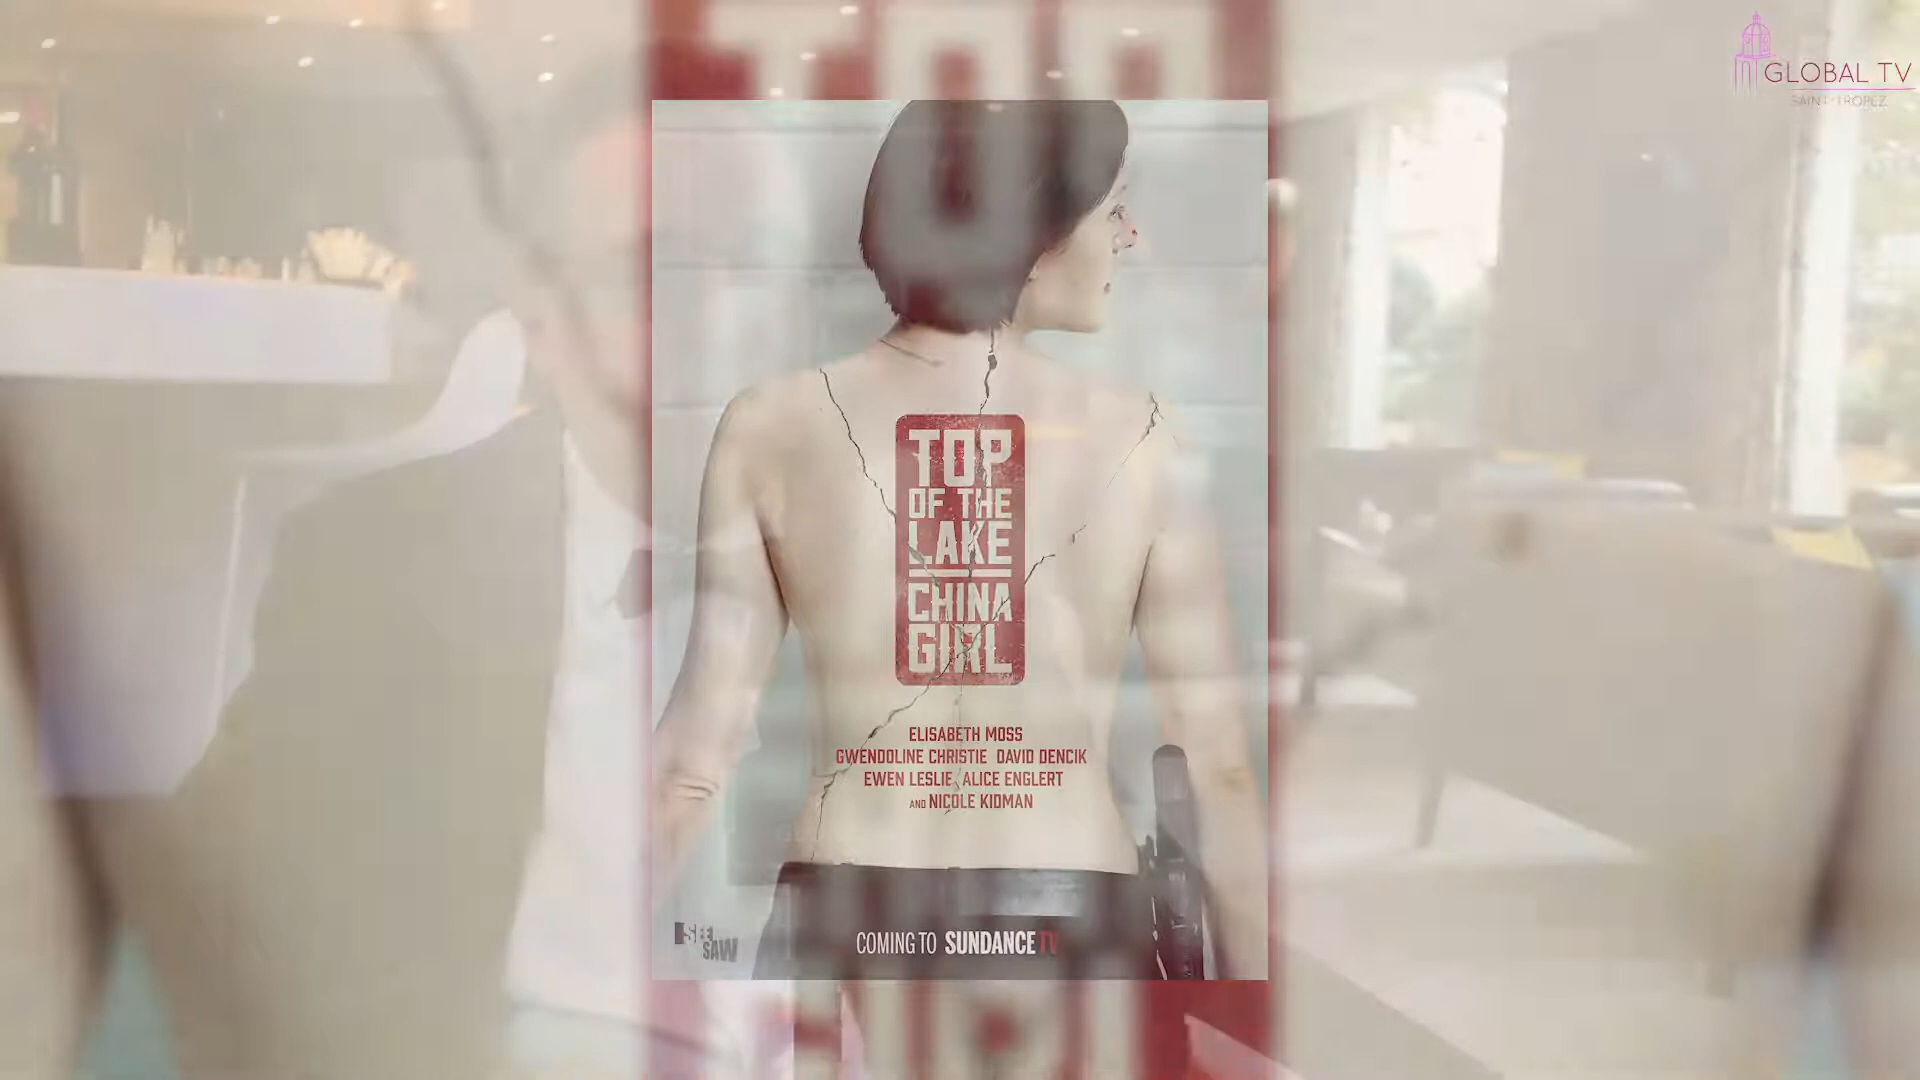 GLOBAL TV
SAINT-TROPEZ
TOP
TOP
OF THE
LAKE
CHINA
GIRL
ELISABETH MOSS
GWENDOLINE CHRISTIE DAVID DENCIK
EWEN LESLIE ALICE ENGLERT
AND NICOLE KIDMAN
SEE
SAW
COMING TO SUNDANCE TV